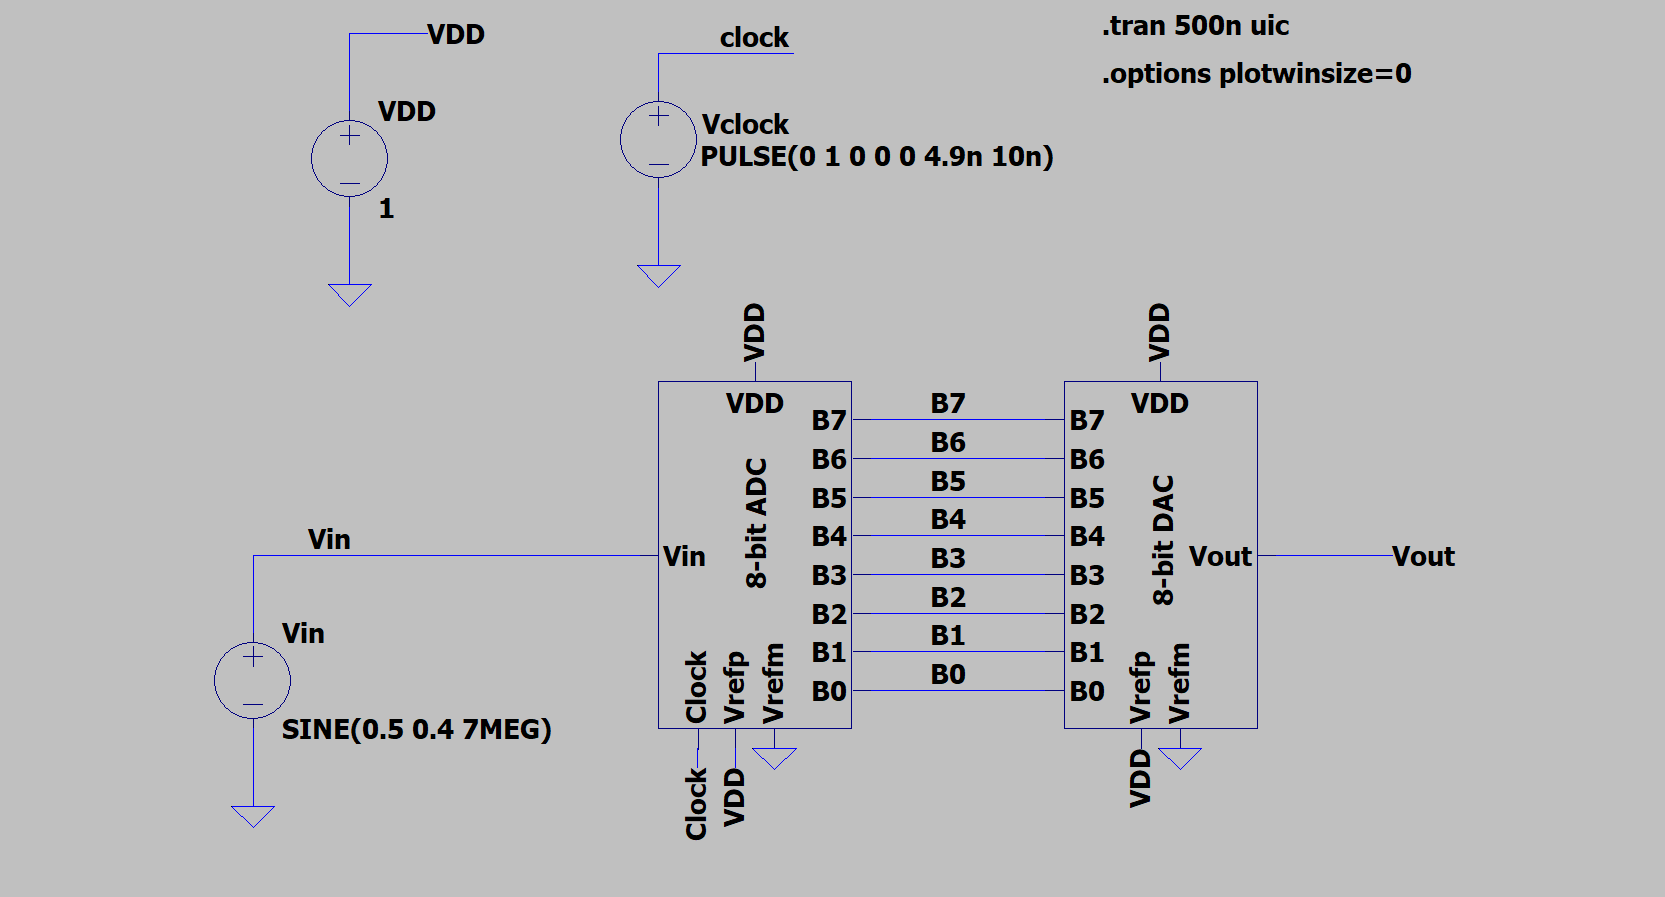 VDD
clock
.tran 500n uic
.options plotwinsize=0
VDD
1
Vclock
PULSE(0 1 0 0 0 4.9n 10n)
VDD
VDD
VDD
8-bit ADC
B7
B6
B5
B4
B3
B2
B1
B0
Vin
Clock
Vrefp
Vrefm
B7
B6
B5
B4
B3
B2
B1
B0
VDD
8-bit DAC
B7
B6
B5
B4
B3
B2
B1
B0
Vout
Vrefp
Vrefm
Vout
Vin
Vin
SINE(0.5 0.4 7MEG)
Clock
VDD
VDD